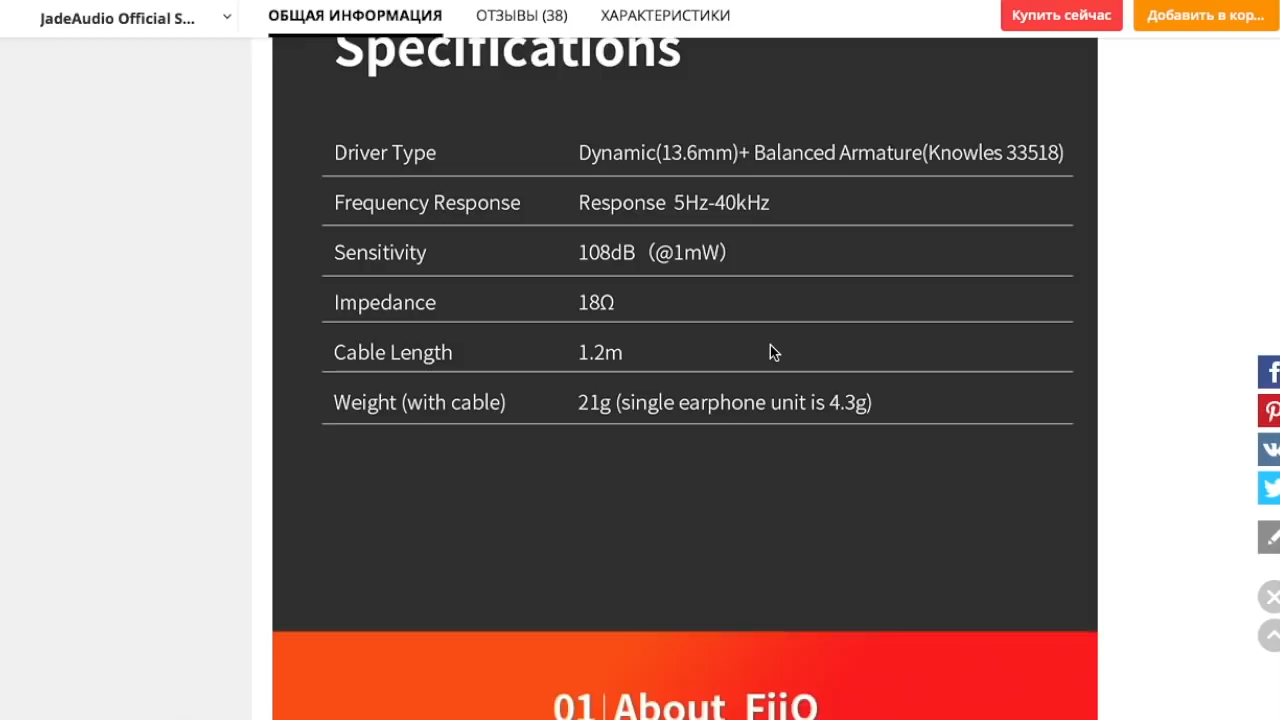 JadeAudio Official S...
ОБЩАЯ ИНФОРМАЦИЯ
ОТЗЫВЫ (38)
ХАРАКТЕРИСТИКИ
Купить сейчас
Добавить в кор...
Specifications
Driver Type Dynamic(13.6mm)+ Balanced Armature(Knowles 33518)
Frequency Response Response 5Hz-40kHz
Sensitivity 108dB（@1mW）
Impedance 18Ω
Cable Length 1.2m
Weight (with cable) 21g (single earphone unit is 4.3g)
01|About FiiO